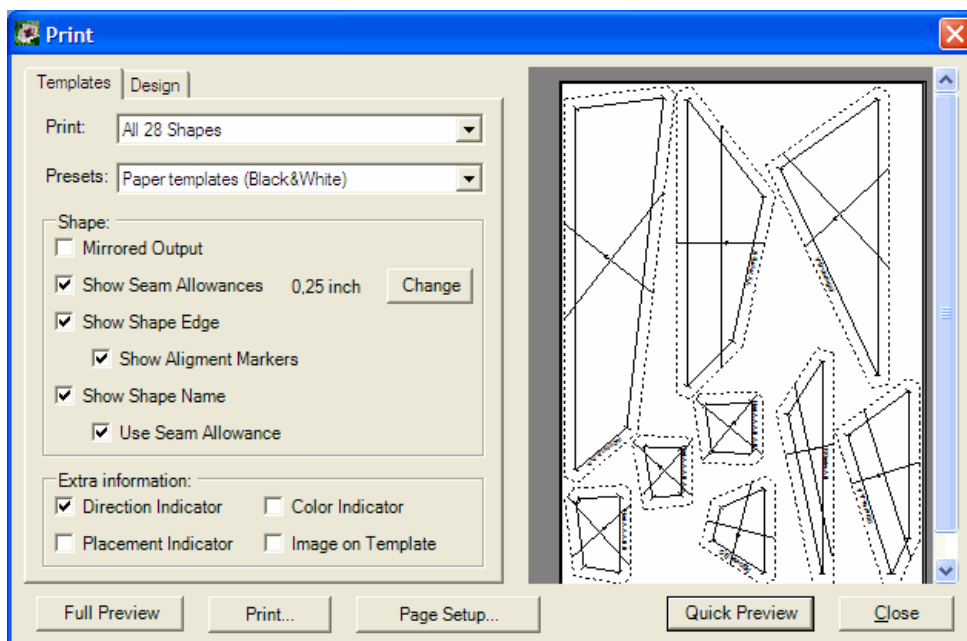 Print
Templates
Design
Print: All 28 Shapes
Presets: Paper templates (Black&White)
Shape:
Mirrored Output
Show Seam Allowances 0,25 inch Change
Show Shape Edge
Show Aligment Markers
Show Shape Name
Use Seam Allowance
Extra information:
Direction Indicator Color Indicator
Placement Indicator Image on Template
Full Preview Print... Page Setup... Quick Preview Close